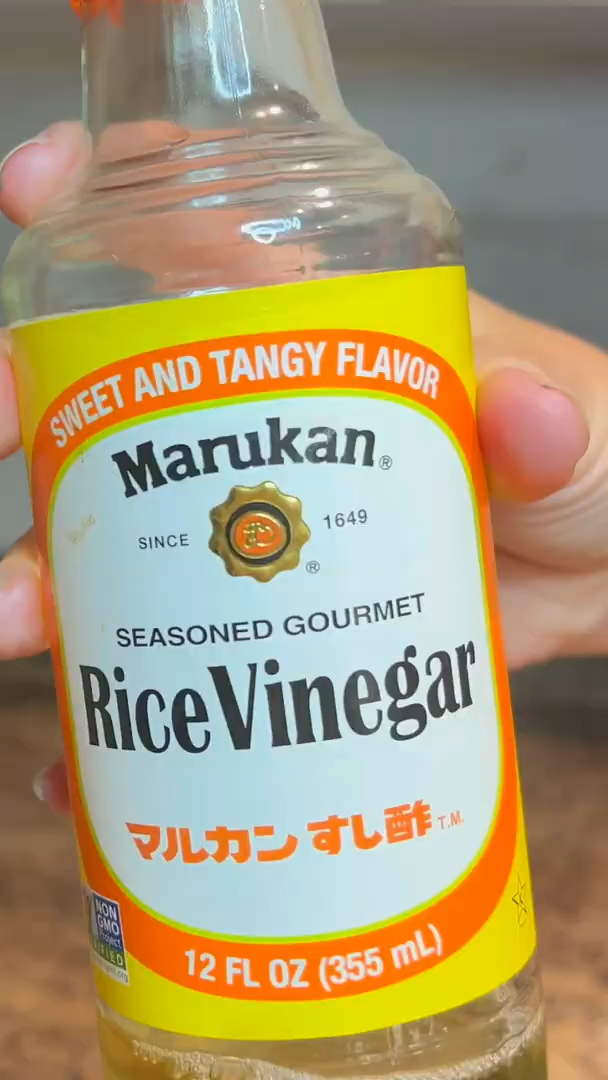 SWEET AND TANGY FLAVOR
Marukan®
SINCE 1649
®
SEASONED GOURMET
Rice Vinegar
マルカン すし酢 T.M.
NON
GMO
Project
12 FL OZ (355 mL)